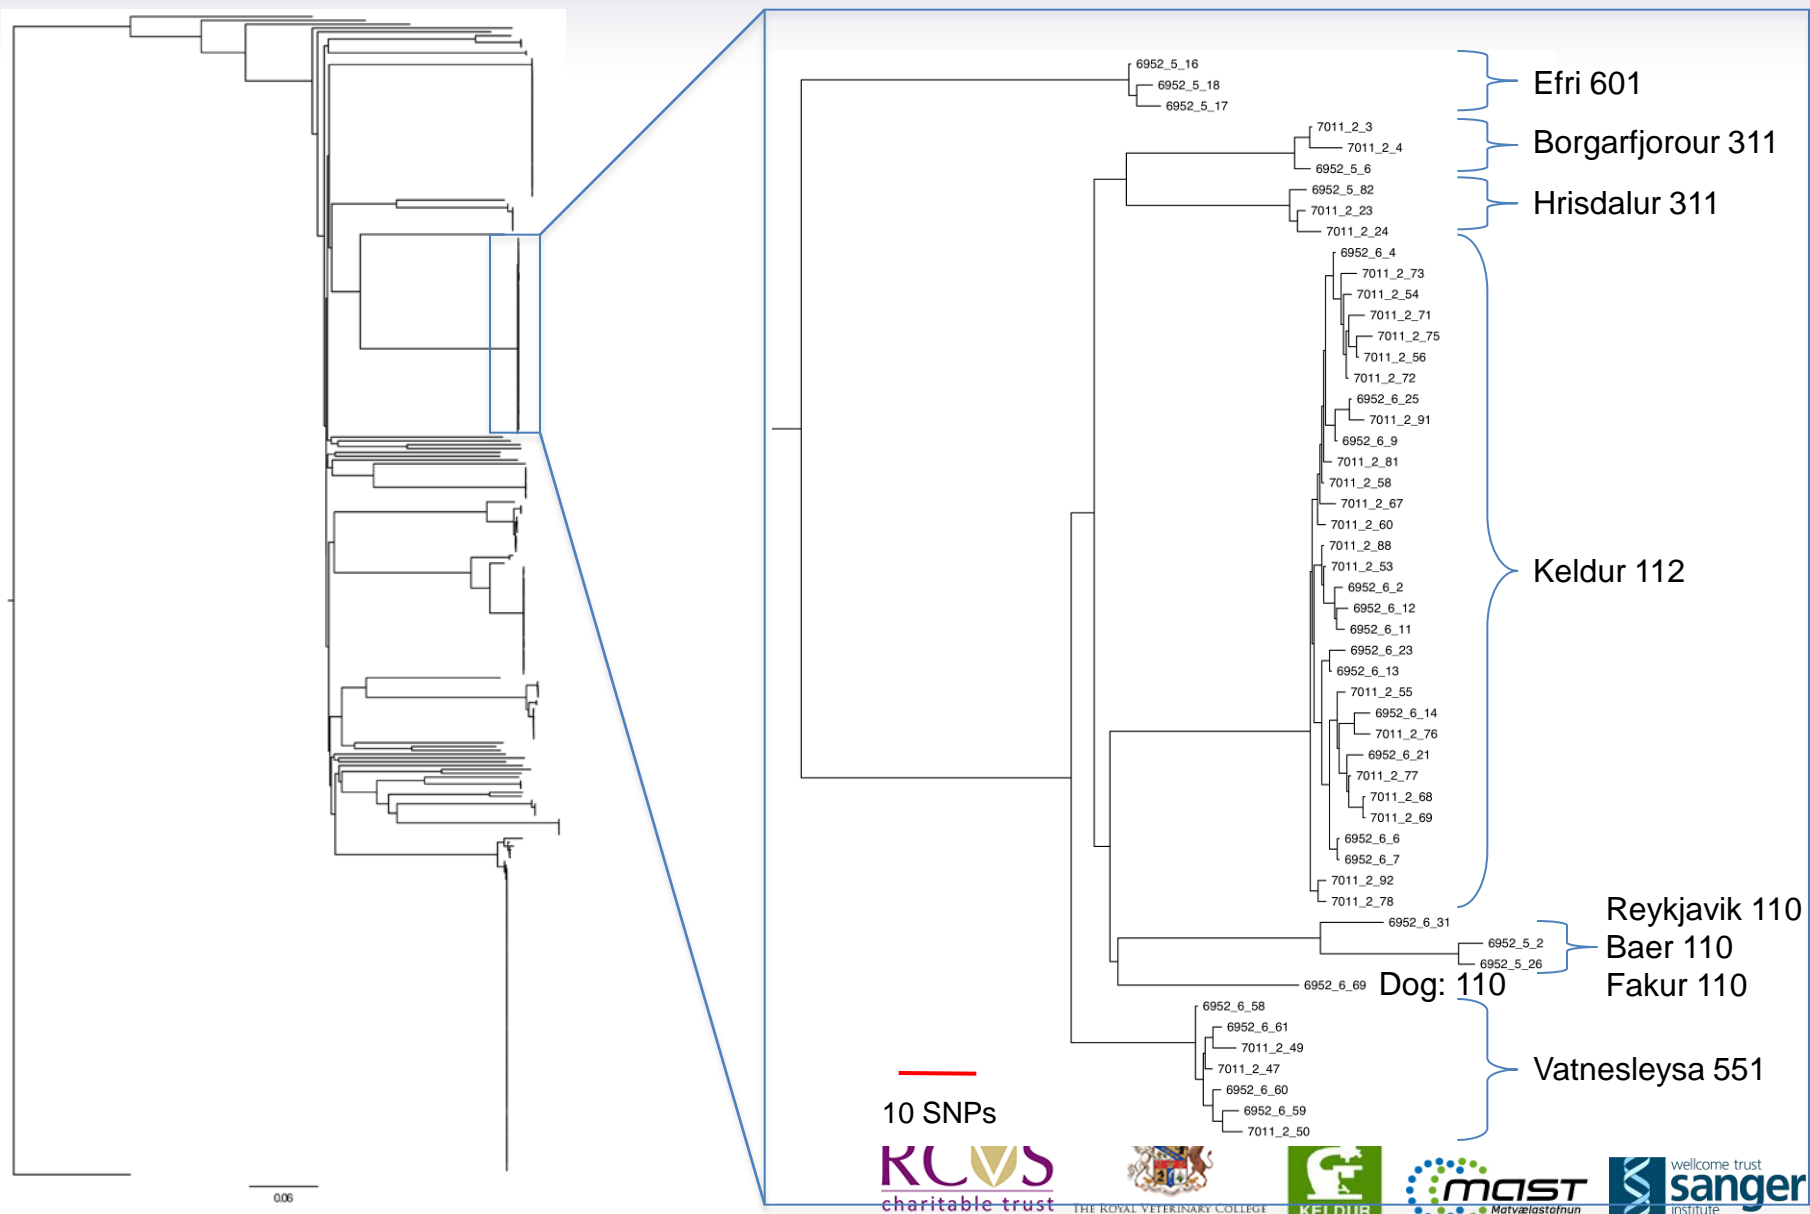 6952_5_16
6952_5_18
6952_5_17
Efri 601
7011_2_3
7011_2_4
6952_5_6
Borgarfjorour 311
6952_5_82
7011_2_23
7011_2_24
Hrisdalur 311
6952_6_4
7011_2_73
7011_2_54
7011_2_71
7011_2_75
7011_2_56
7011_2_72
6952_6_25
7011_2_91
6952_6_9
7011_2_81
7011_2_58
7011_2_67
7011_2_60
7011_2_88
7011_2_53
6952_6_2
6952_6_12
6952_6_11
6952_6_23
6952_6_13
7011_2_55
6952_6_14
7011_2_76
6952_6_21
7011_2_77
7011_2_68
7011_2_69
6952_6_6
6952_6_7
7011_2_92
7011_2_78
Keldur 112
6952_6_31
6952_5_2
6952_5_26
Reykjavik 110
Baer 110
Fakur 110
6952_6_69
Dog: 110
6952_6_58
6952_6_61
7011_2_49
7011_2_47
6952_6_60
6952_6_59
7011_2_50
Vatnesleysa 551
10 SNPs
0.06
RCVS
charitable trust
THE ROYAL VETERINARY COLLEGE
KELDUR
mast
Matvælastofnun
wellcome trust
sanger
institute